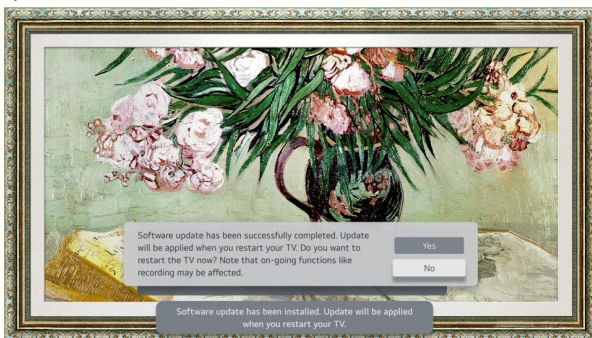 Software update has been successfully completed. Update
will be applied when you restart your TV. Do you want to
restart the TV now? Note that on-going functions like
recording may be affected.
Yes
No
Software update has been installed. Update will be applied
when you restart your TV.